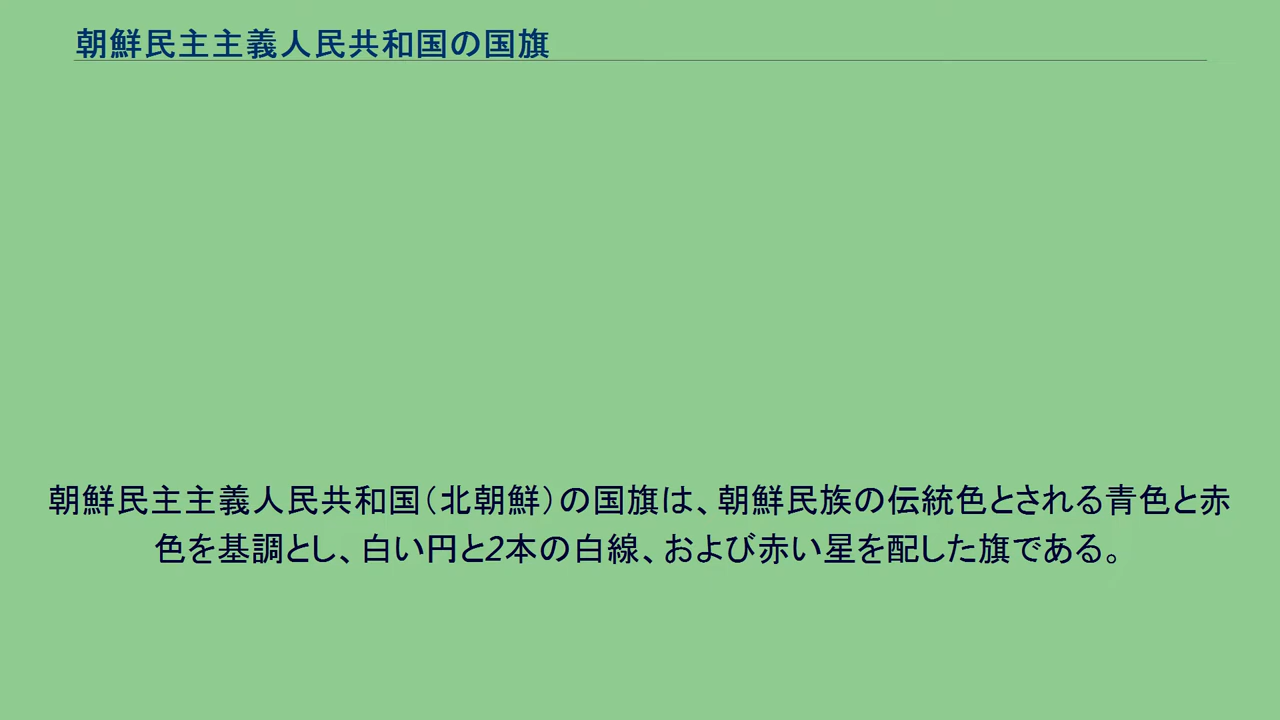 朝鮮民主主義人民共和国の国旗
朝鮮民主主義人民共和国（北朝鮮）の国旗は、朝鮮民族の伝統色とされる青色と赤
色を基調とし、白い円と2本の白線、および赤い星を配した旗である。